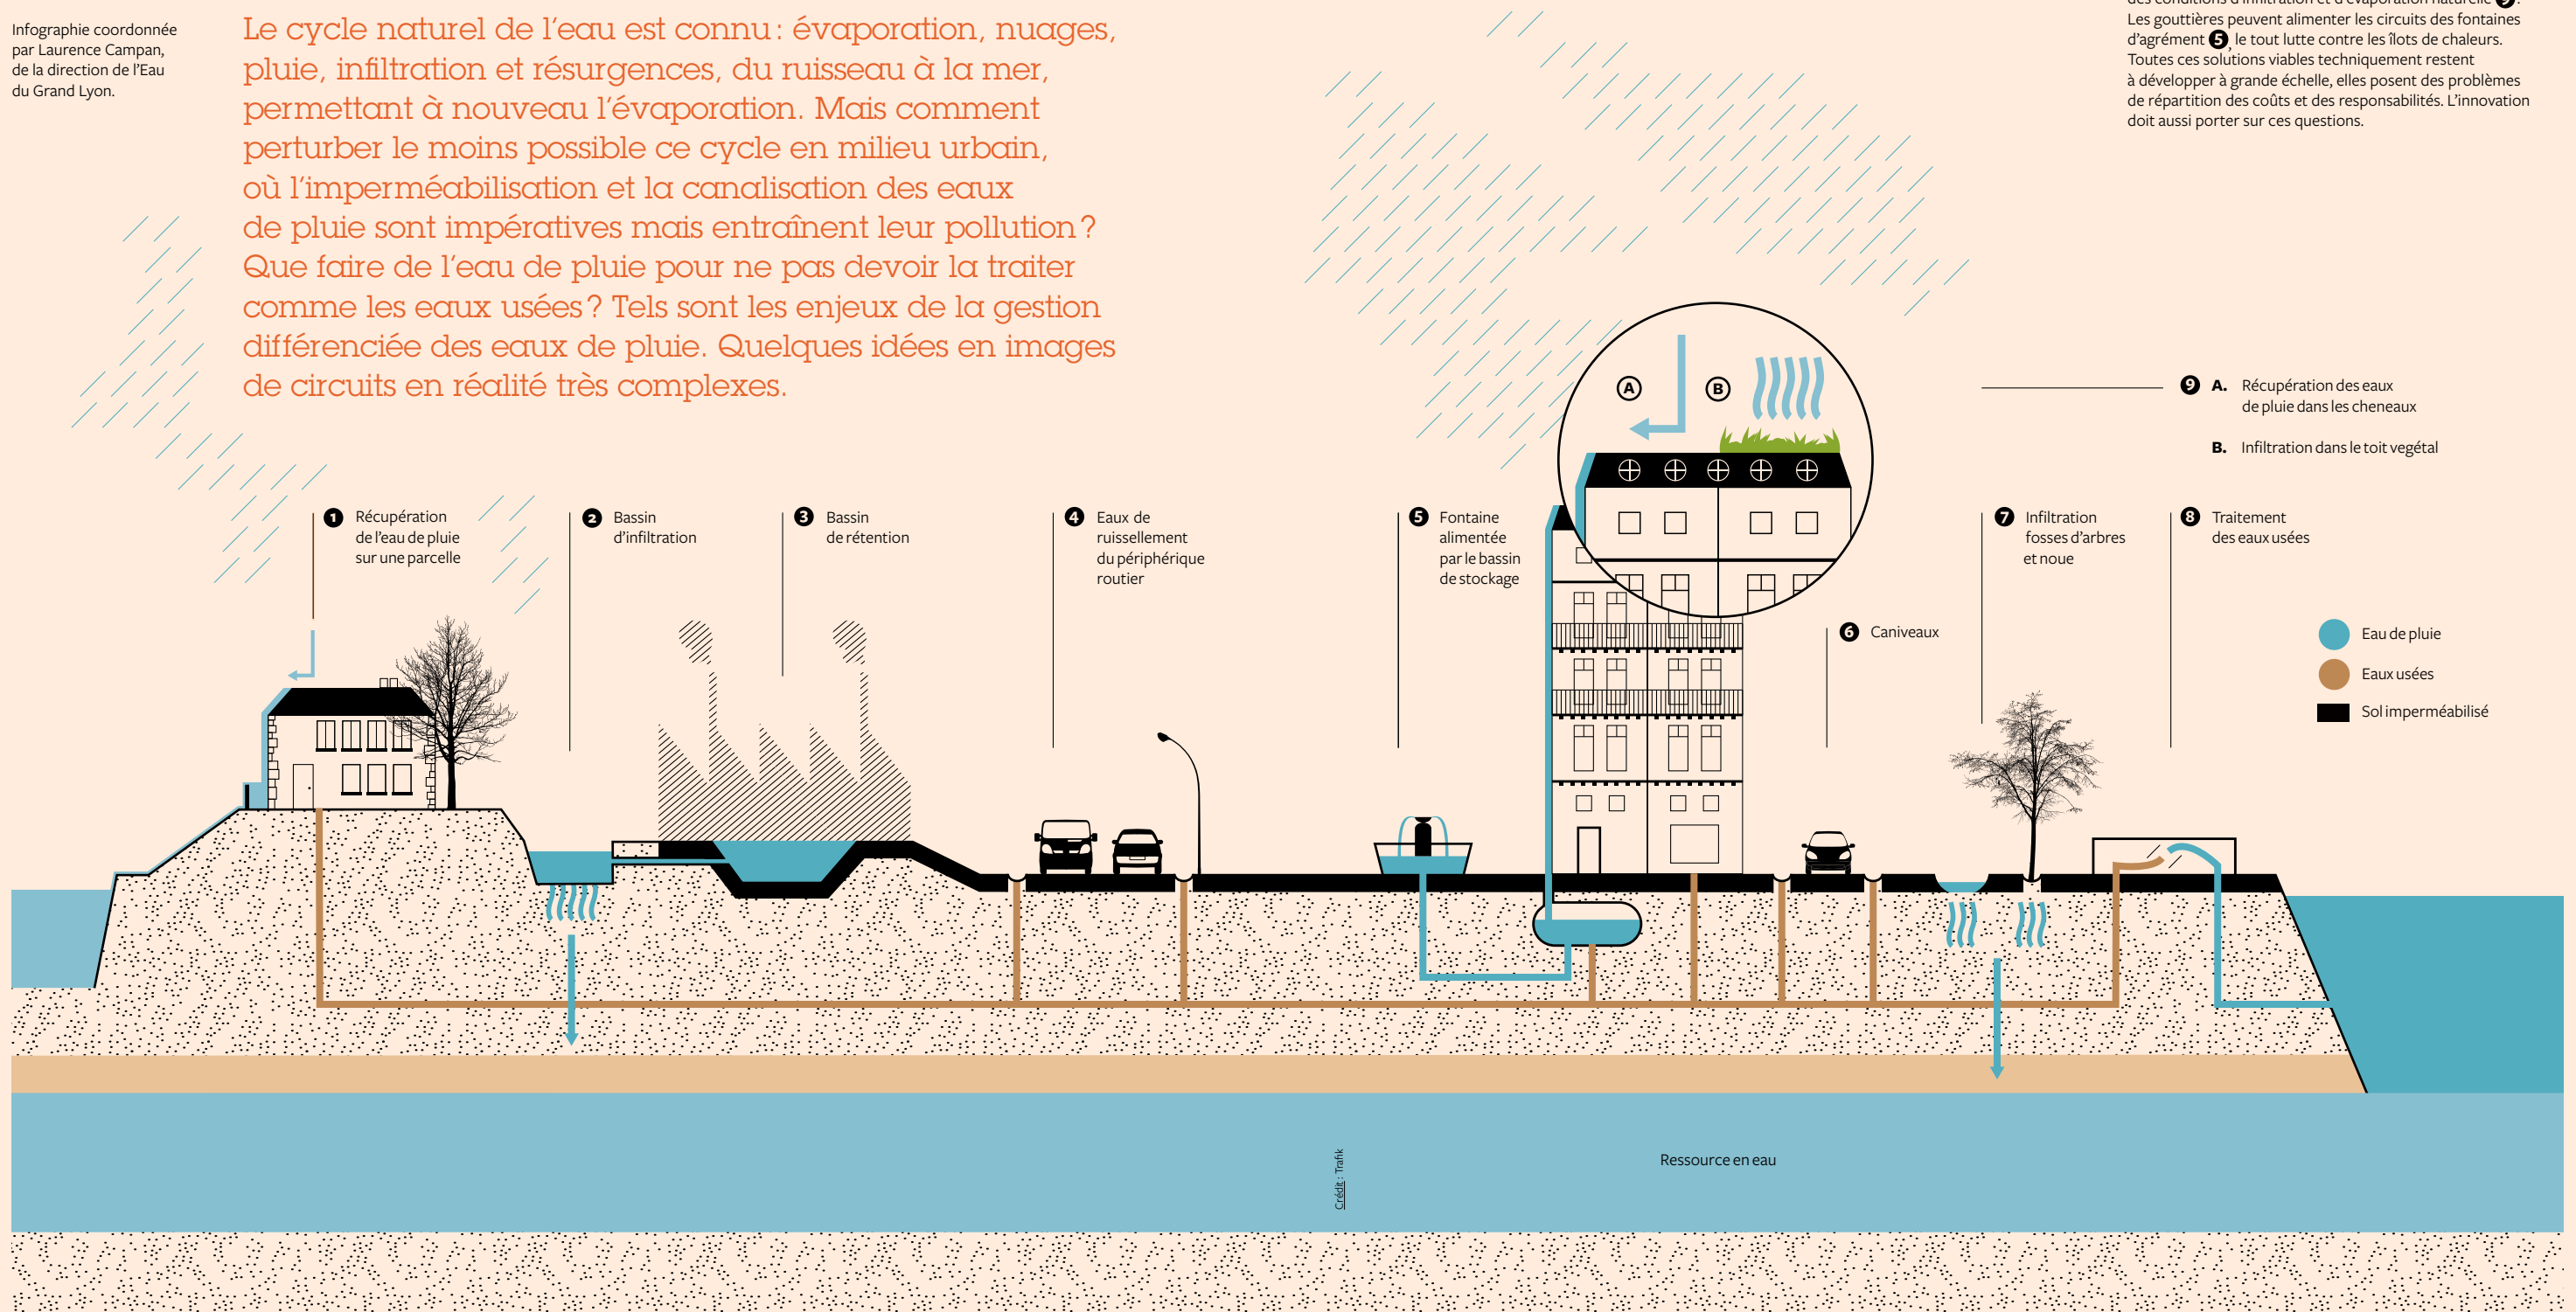 Infographie coordonnée
par Laurence Campan,
de la direction de l'Eau
du Grand Lyon.
Le cycle naturel de l'eau est connu : évaporation, nuages,
pluie, infiltration et résurgences, du ruisseau à la mer,
permettant à nouveau l'évaporation. Mais comment
perturber le moins possible ce cycle en milieu urbain,
où l'imperméabilisation et la canalisation des eaux
de pluie sont impératives mais entraînent leur pollution ?
Que faire de l'eau de pluie pour ne pas devoir la traiter
comme les eaux usées ? Tels sont les enjeux de la gestion
différenciée des eaux de pluie. Quelques idées en images
de circuits en réalité très complexes.
des conditions d'infiltration et d'évaporation naturelle 9.
Les gouttières peuvent alimenter les circuits des fontaines
d'agrément 5, le tout lutte contre les îlots de chaleurs.
Toutes ces solutions viables techniquement restent
à développer à grande échelle, elles posent des problèmes
de répartition des coûts et des responsabilités. L'innovation
doit aussi porter sur ces questions.
A
B
9 A. Récupération des eaux
de pluie dans les cheneaux
B. Infiltration dans le toit vegétal
1 Récupération
de l'eau de pluie
sur une parcelle
2 Bassin
d'infiltration
3 Bassin
de rétention
4 Eaux de
ruissellement
du périphérique
routier
5 Fontaine
alimentée
par le bassin
de stockage
6 Caniveaux
7 Infiltration
fosses d'arbres
et noue
8 Traitement
des eaux usées
Eau de pluie
Eaux usées
Sol imperméabilisé
Ressource en eau
Crédit : Trafik